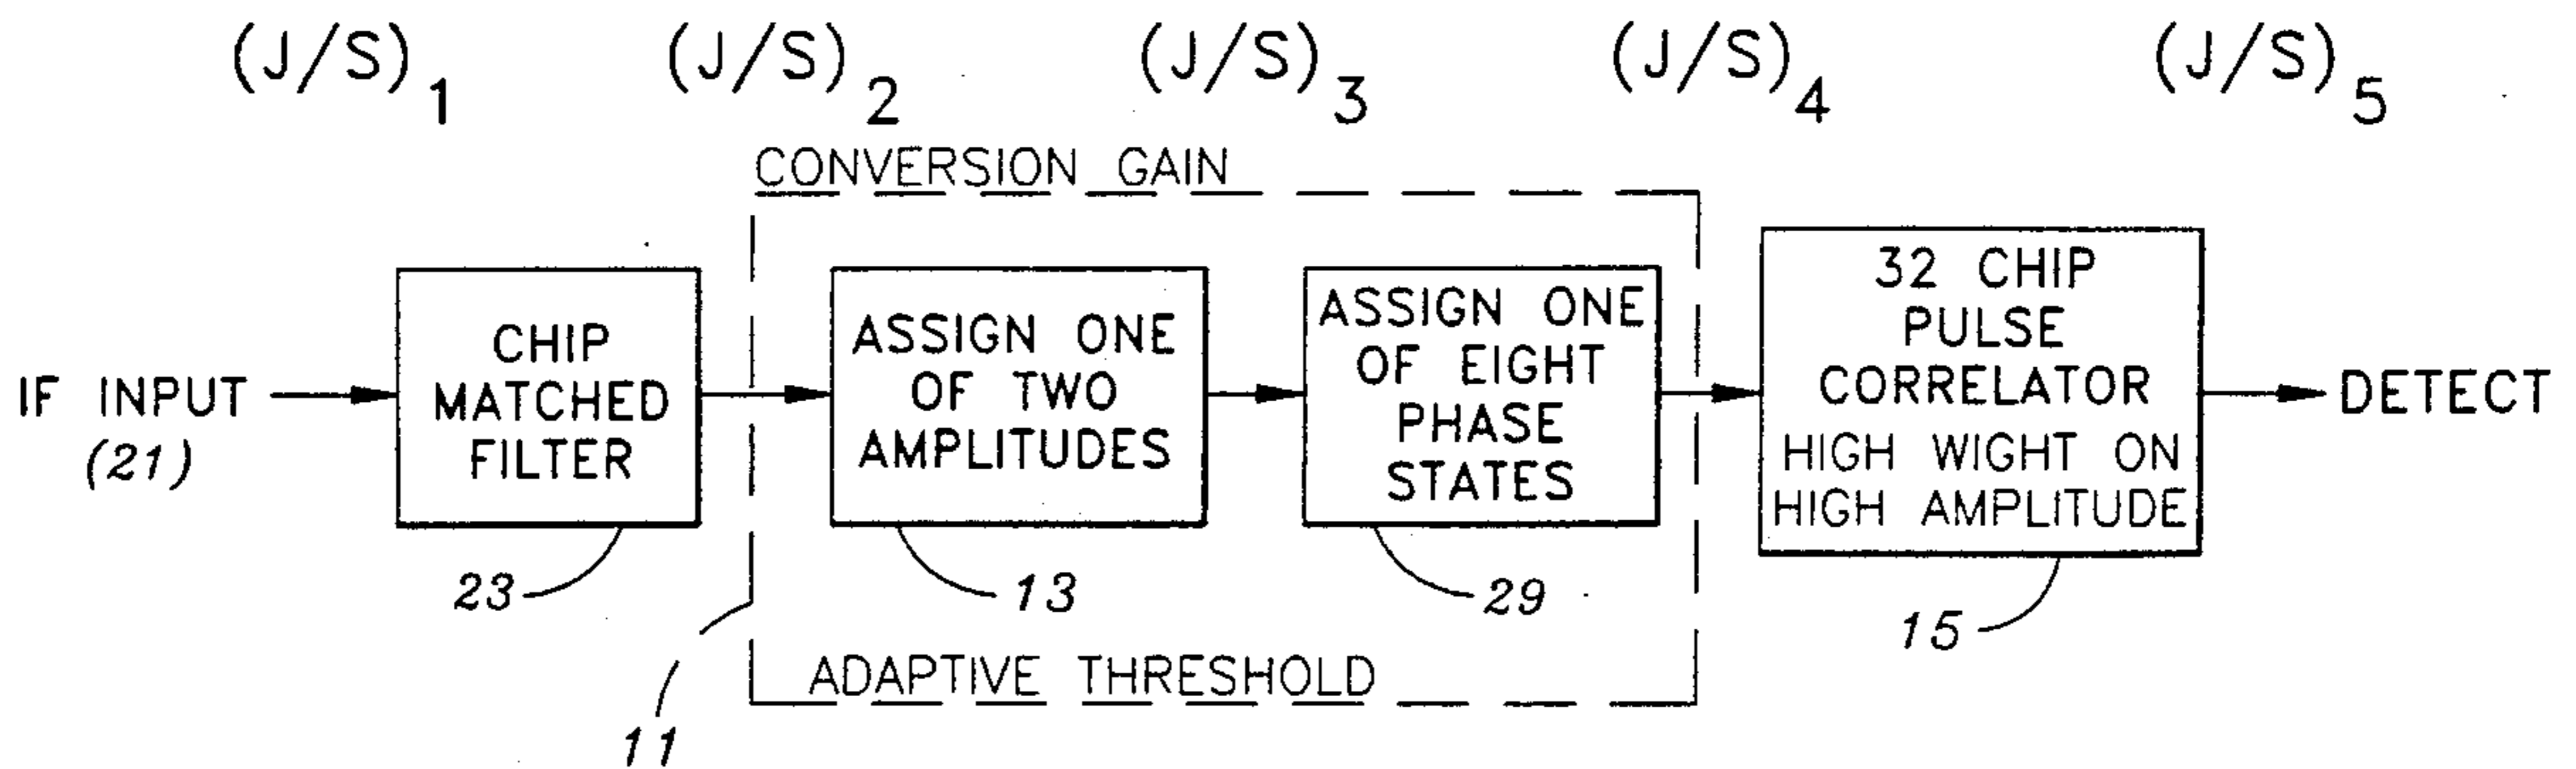 (J/S)1 (J/S)2 (J/S)3 (J/S)4 (J/S)5
CONVERSION GAIN
IF INPUT
(21)
CHIP
MATCHED
FILTER
23
ASSIGN ONE
OF TWO
AMPLITUDES
13
ASSIGN ONE
OF EIGHT
PHASE
STATES
29
32 CHIP
PULSE
CORRELATOR
HIGH WIGHT ON
HIGH AMPLITUDE
15
DETECT
ADAPTIVE THRESHOLD
11